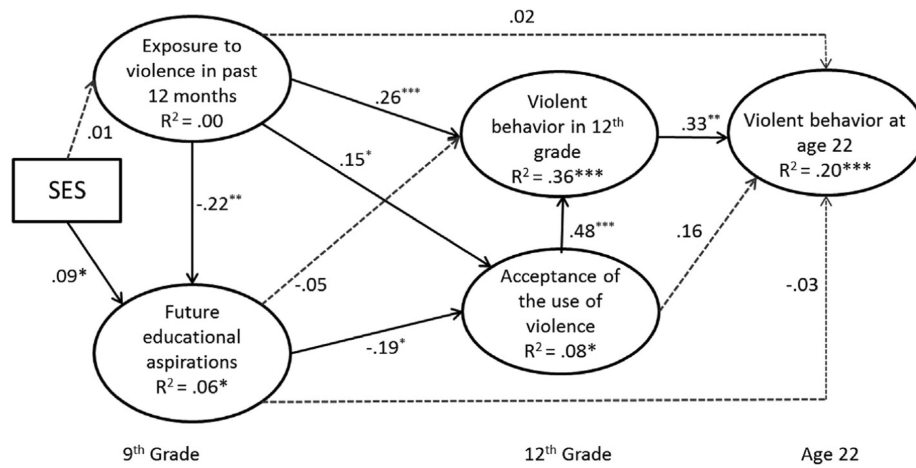 .02
Exposure to
violence in past
12 months
R² = .00
.26***
Violent
behavior in 12th
grade
R² = .36***
.33**
Violent behavior at
age 22
R² = .20***
.01
.15*
SES
-.22**
.48***
.16
.09*
-.05
-.03
Future
educational
aspirations
R² = .06*
-.19*
Acceptance of
the use of
violence
R² = .08*
9th Grade
12th Grade
Age 22